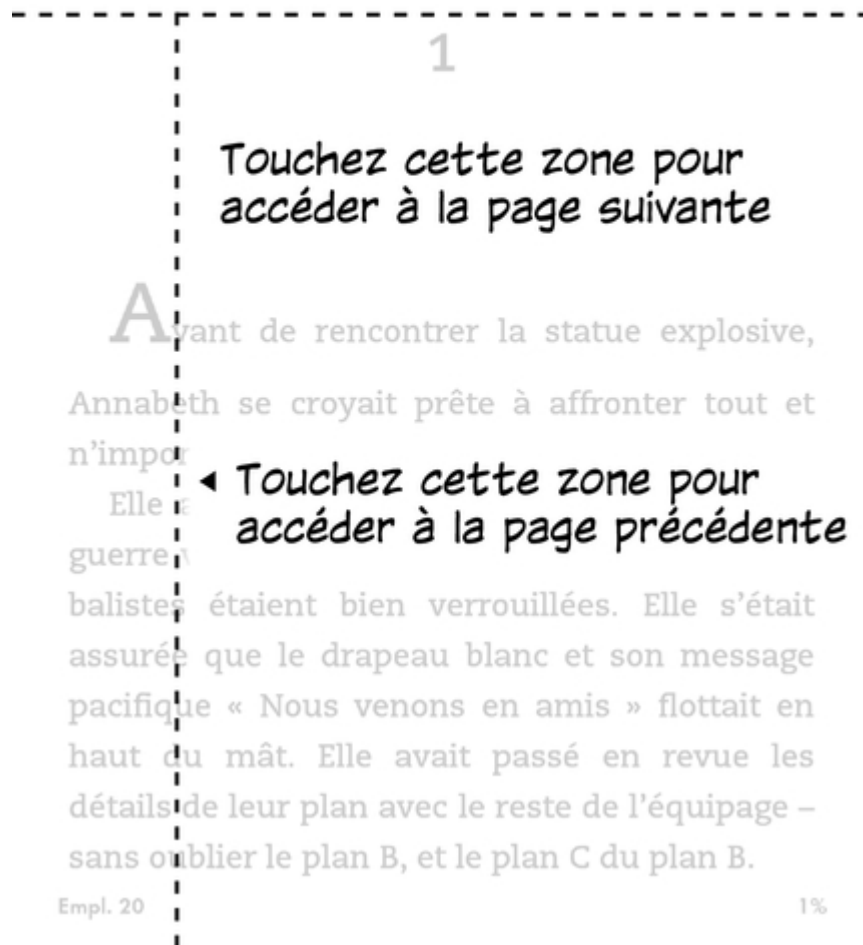 1
Touchez cette zone pour
accéder à la page suivante
Avant de rencontrer la statue explosive,
Annabeth se croyait prête à affronter tout et
n'impor
◄ Touchez cette zone pour
accéder à la page précédente
Elle
guerre
balistes étaient bien verrouillées. Elle s'était
assurée que le drapeau blanc et son message
pacifique « Nous venons en amis » flottait en
haut du mât. Elle avait passé en revue les
détails de leur plan avec le reste de l'équipage –
sans oublier le plan B, et le plan C du plan B.
Empl. 20
1%